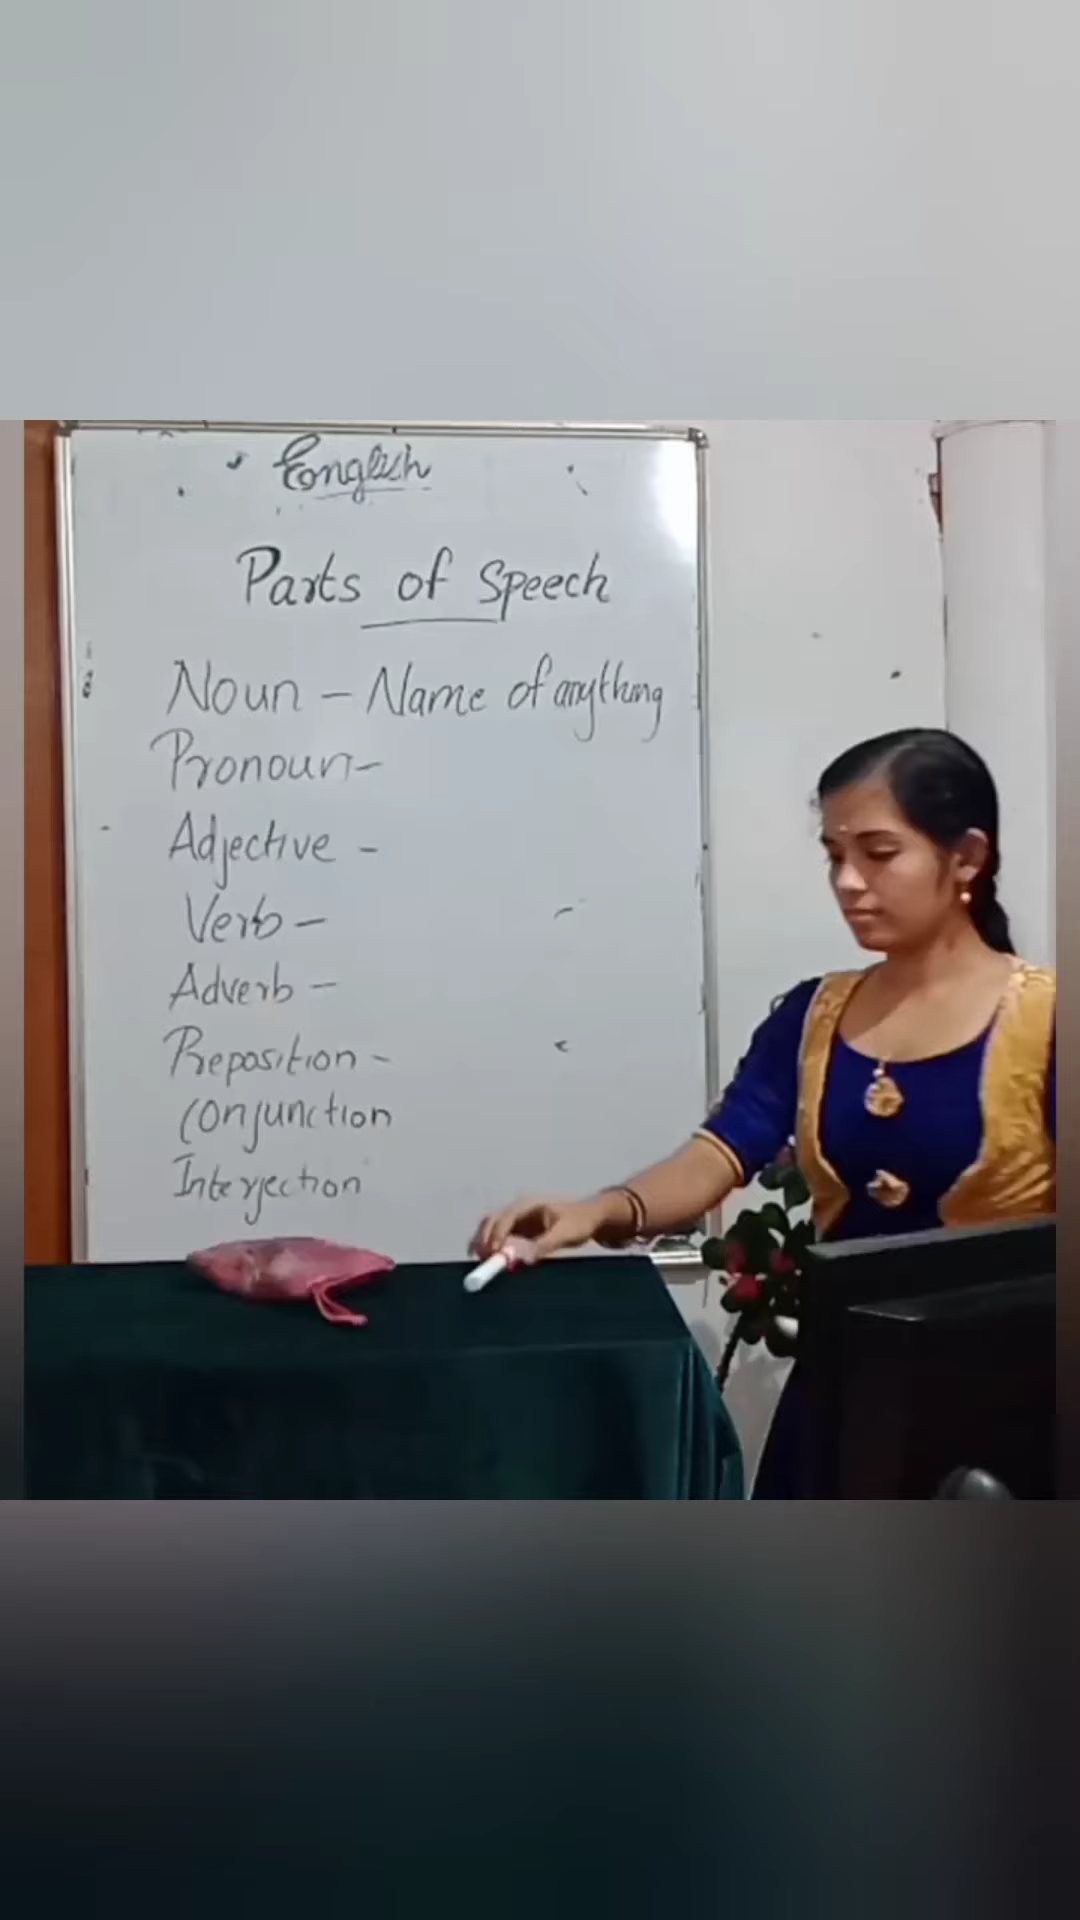 English
Parts of Speech
Noun - Name of anything
Pronoun-
Adjective -
Verb -
Adverb -
Preposition -
Conjunction
Interjection